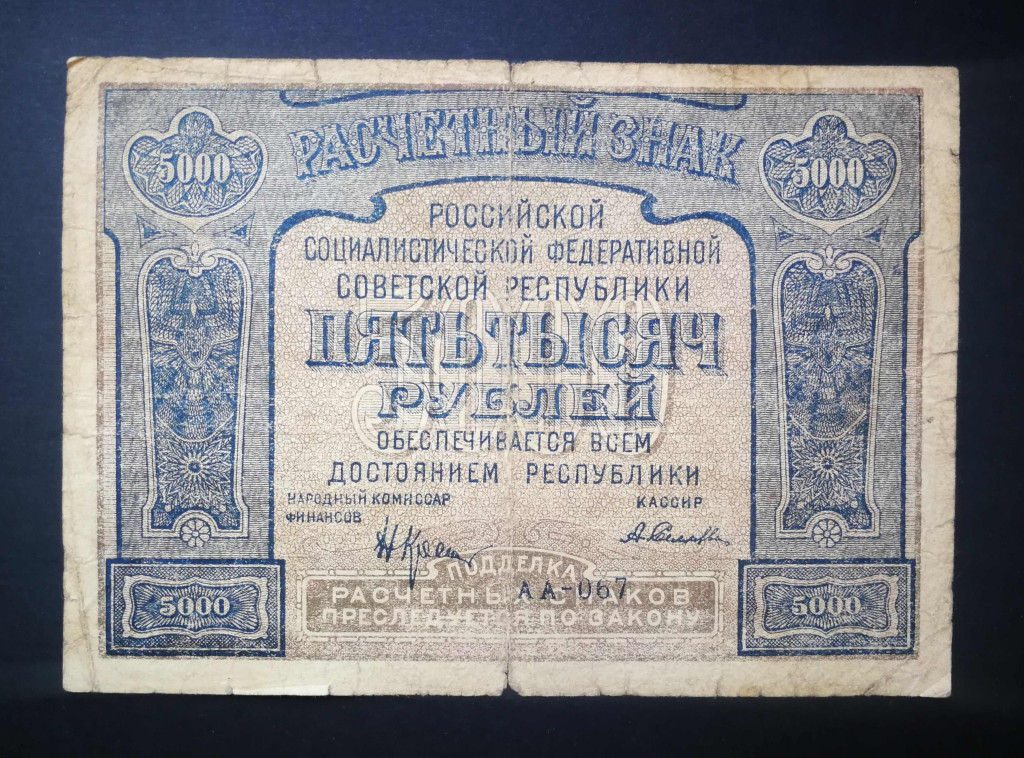 РАСЧЕТНЫЙ ЗНАК
5000 5000
РОССИЙСКОЙ
СОЦИАЛИСТИЧЕСКОЙ ФЕДЕРАТИВНОЙ
СОВЕТСКОЙ РЕСПУБЛИКИ
ПЯТЬ ТЫСЯЧ
РУБЛЕЙ
ОБЕСПЕЧИВАЕТСЯ ВСЕМ
ДОСТОЯНИЕМ РЕСПУБЛИКИ
НАРОДНЫЙ КОМИССАР
ФИНАНСОВ
КАССИР
ПОДДЕЛКА
АА-067
РАСЧЕТНЫХ ЗНАКОВ
ПРЕСЛЕДУЕТСЯ ПО ЗАКОНУ
5000 5000